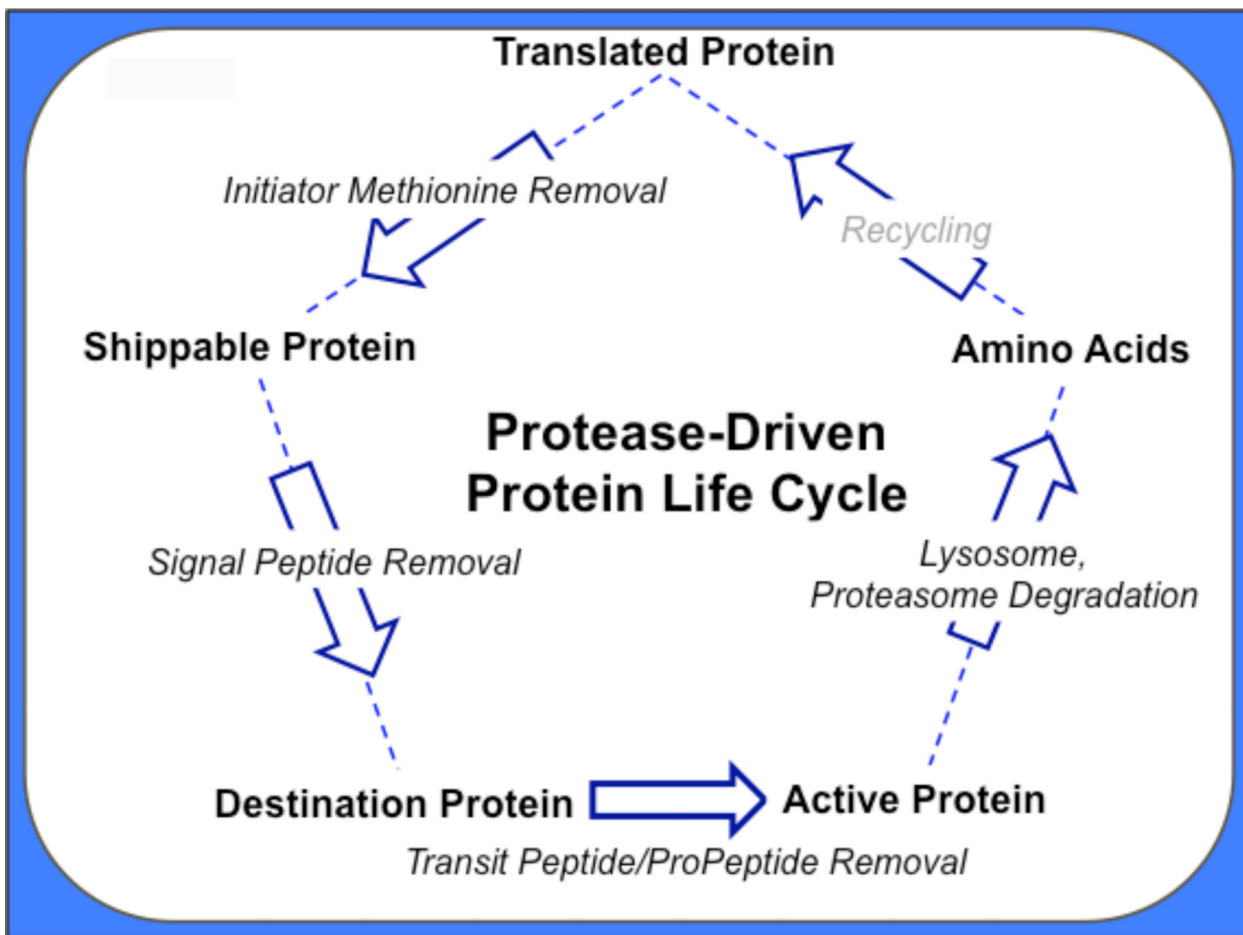 Translated Protein
Initiator Methionine Removal
Recycling
Shippable Protein
Amino Acids
Protease-Driven
Protein Life Cycle
Signal Peptide Removal
Lysosome,
Proteasome Degradation
Destination Protein
Active Protein
Transit Peptide/ProPeptide Removal